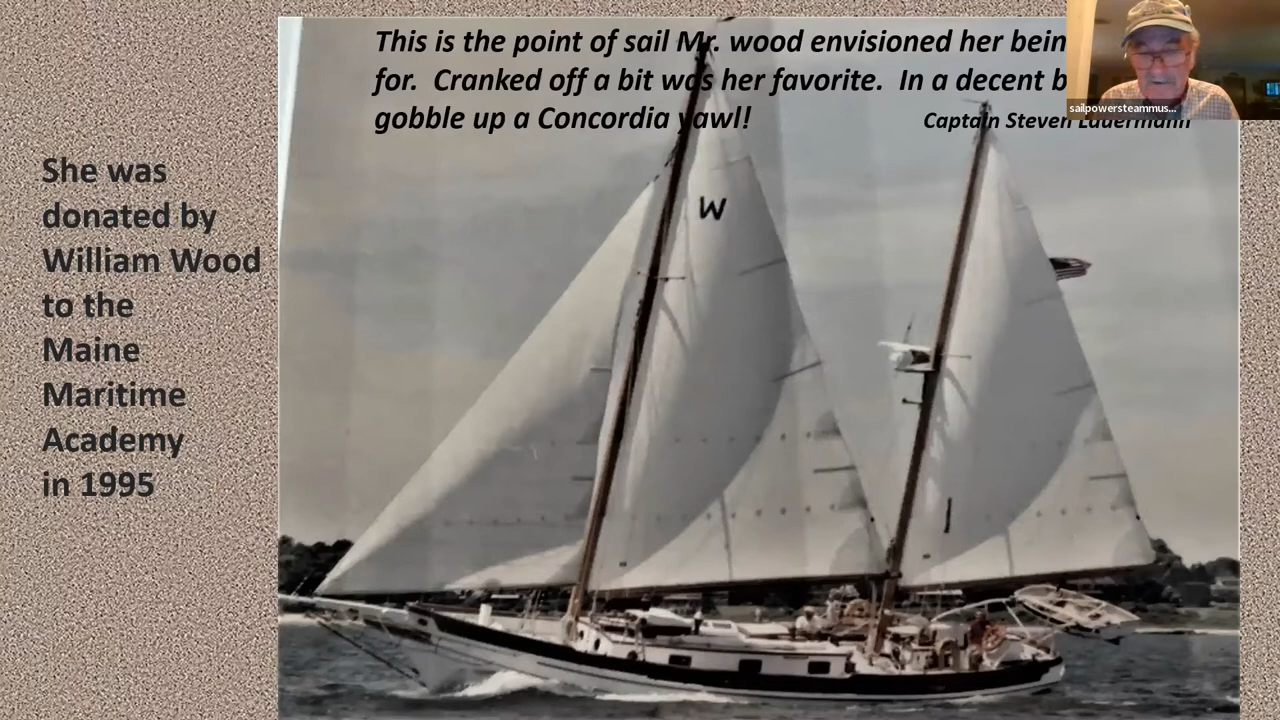 This is the point of sail Mr. wood envisioned her bein
for. Cranked off a bit was her favorite. In a decent b
gobble up a Concordia yawl!
Captain Steven Lauermann
sailpowersteammus...
She was
donated by
William Wood
to the
Maine
Maritime
Academy
in 1995
W